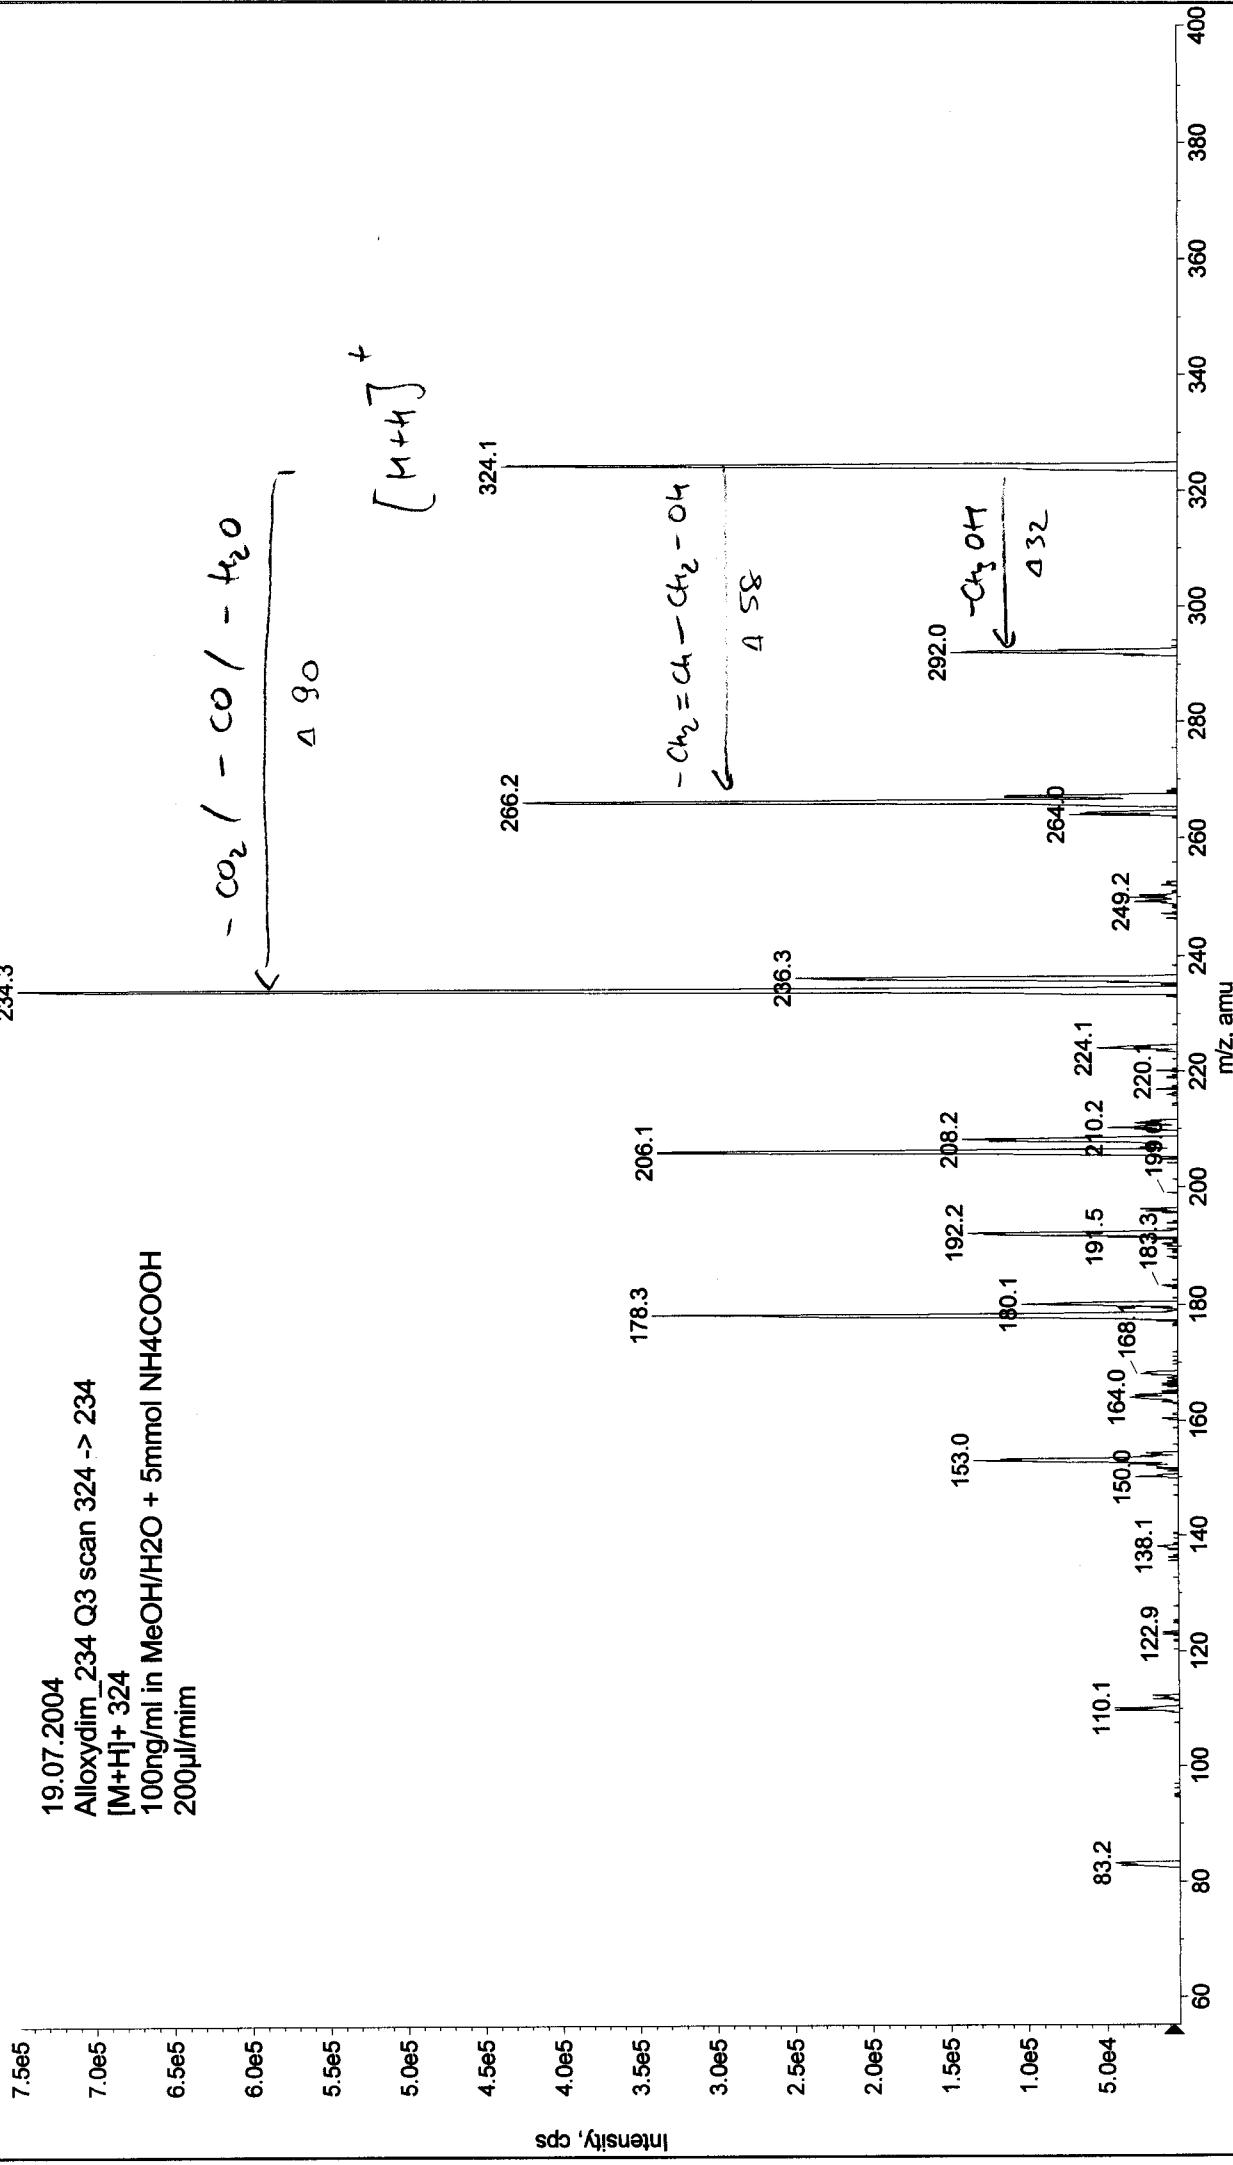 19.07.2004
Alloxydim_234 Q3 scan 324 -> 234
[M+H]+ 324
100ng/ml in MeOH/H2O + 5mmol NH4COOH
200µl/mim
- CO2 / - CO / - H2O
Δ 90
[M+H]+
- CH2 = CH - CH2 - OH
Δ 58
- CH3OH
Δ 32
234.3
324.1
266.2
292.0
264.0
249.2
236.3
224.1
220.1
210.2
208.2
206.1
199.0
192.2
191.5
183.3
180.1
178.3
168.1
164.0
153.0
150.0
138.1
122.9
110.1
83.2
7.5e5
7.0e5
6.5e5
6.0e5
5.5e5
5.0e5
4.5e5
4.0e5
3.5e5
3.0e5
2.5e5
2.0e5
1.5e5
1.0e5
5.0e4
Intensity, cps
60 80 100 120 140 160 180 200 220 240 260 280 300 320 340 360 380 400
m/z, amu